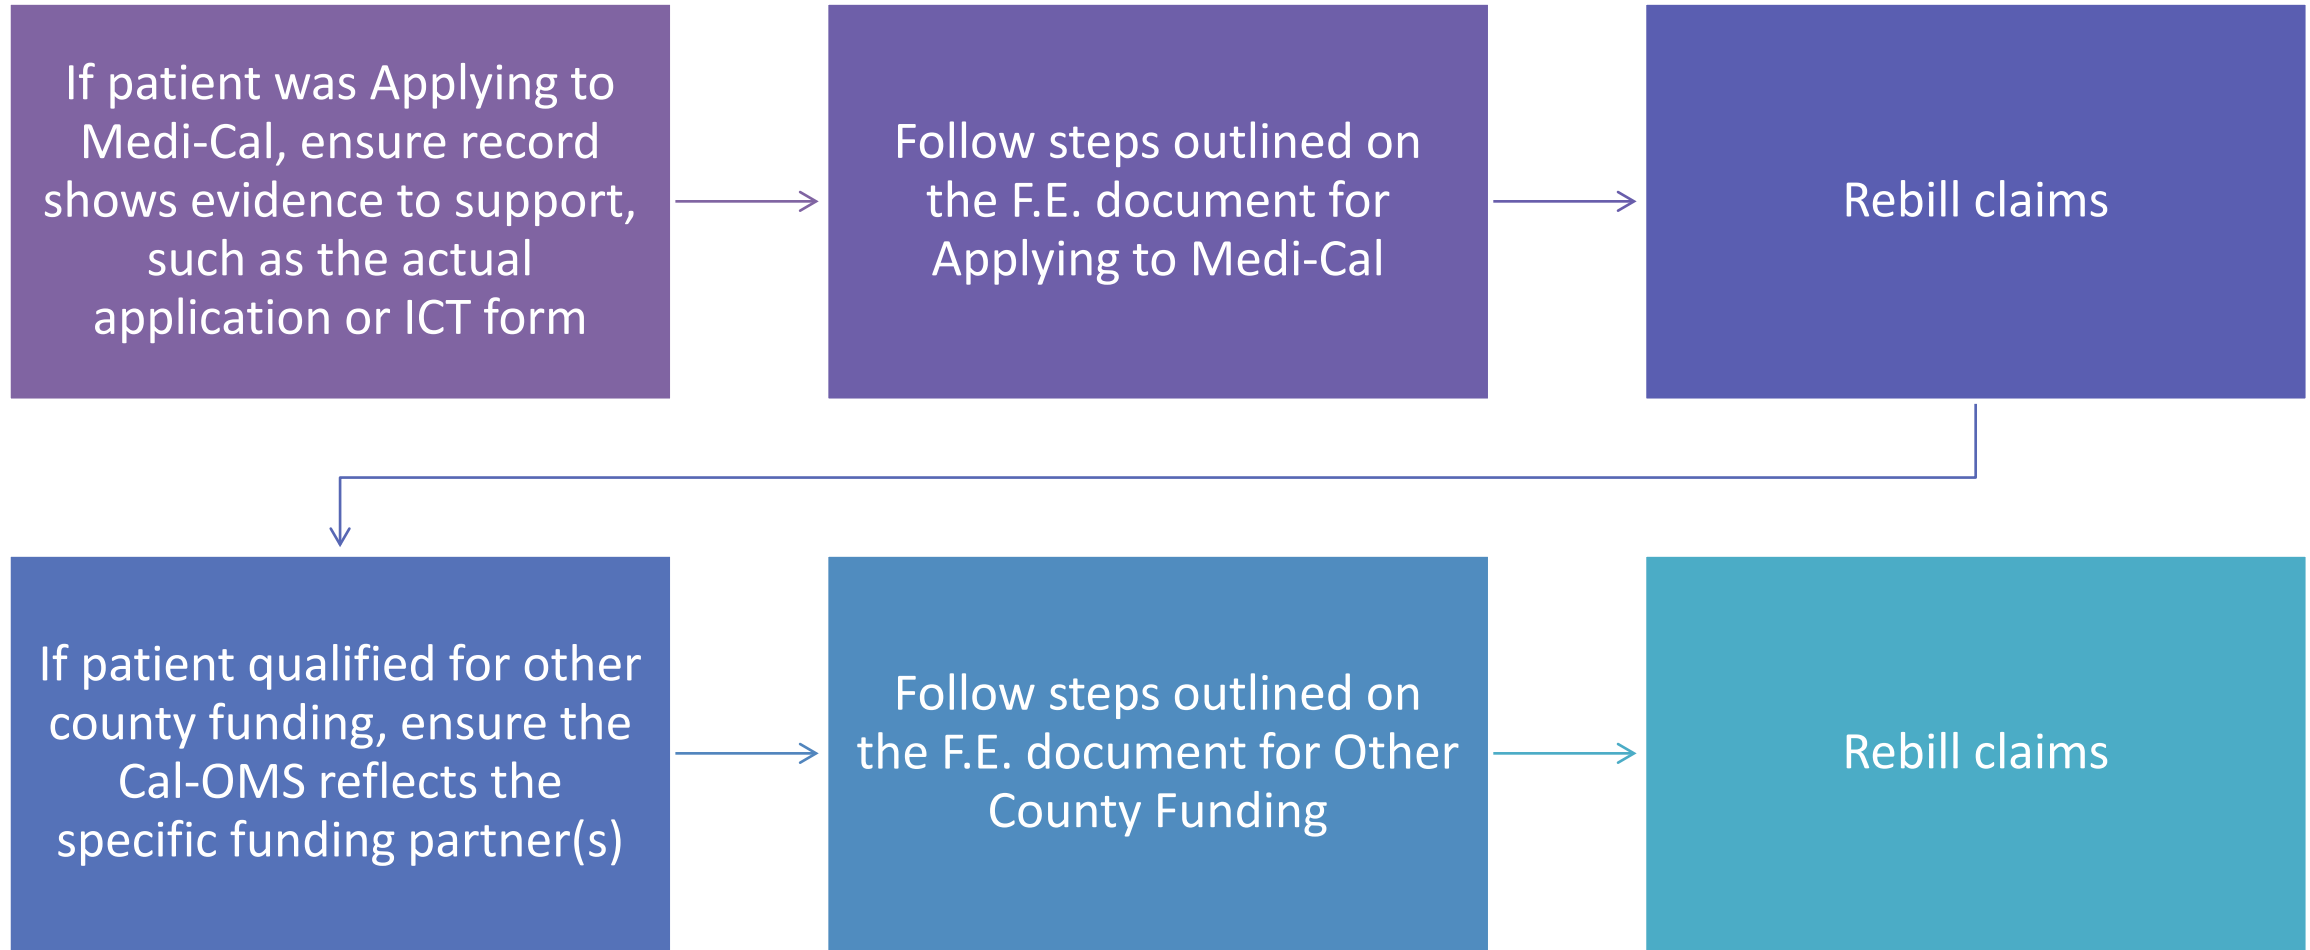 If patient was Applying to
Medi-Cal, ensure record
shows evidence to support,
such as the actual
application or ICT form
Follow steps outlined on
the F.E. document for
Applying to Medi-Cal
Rebill claims
If patient qualified for other
county funding, ensure the
Cal-OMS reflects the
specific funding partner(s)
Follow steps outlined on
the F.E. document for Other
County Funding
Rebill claims